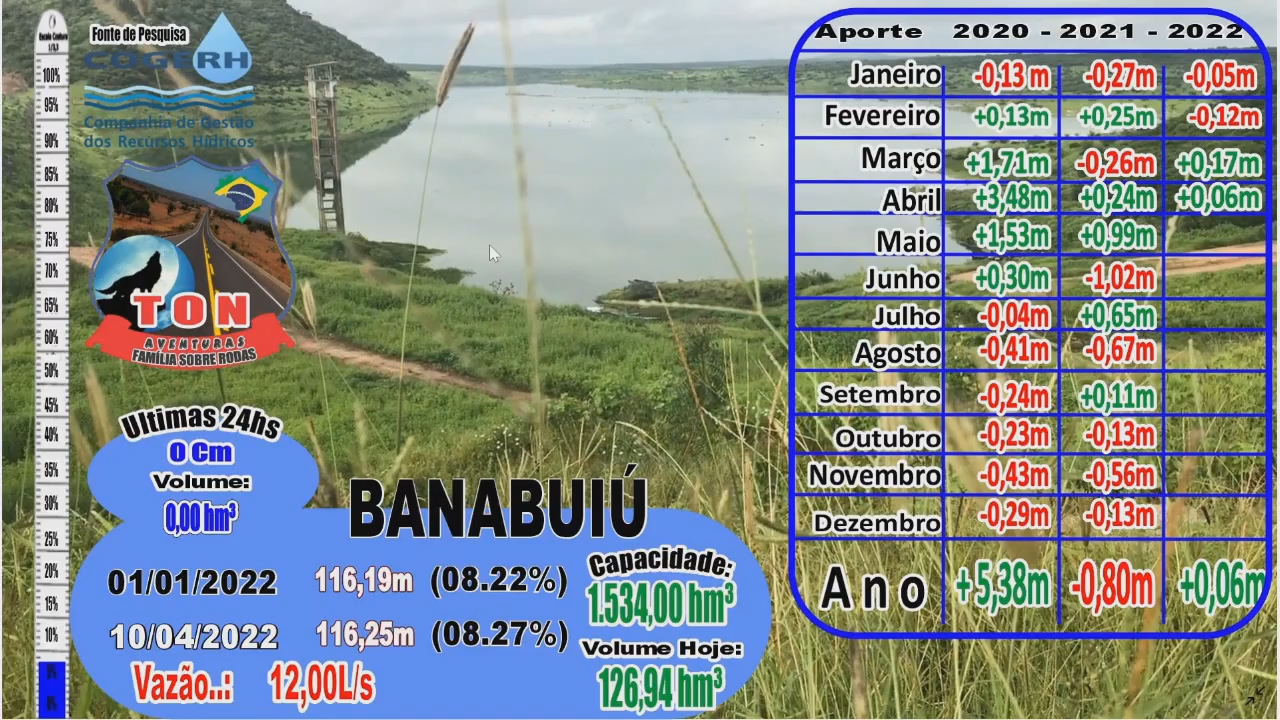 Fonte de Pesquisa
COGERH
Companhia de Gestão
dos Recursos Hídricos
TON
AVENTURAS
FAMÍLIA SOBRE RODAS
100%
95%
90%
85%
80%
75%
70%
65%
60%
50%
45%
40%
35%
30%
25%
20%
15%
10%
Ultimas 24hs
0 Cm
Volume:
0,00 hm³
BANABUIÚ
01/01/2022 116,19m (08.22%)
10/04/2022 116,25m (08.27%)
Vazão..: 12,00L/s
Capacidade:
1.534,00 hm³
Volume Hoje:
126,94 hm³
Aporte 2020 - 2021 - 2022
Janeiro -0,13 m -0,27m -0,05m
Fevereiro +0,13m +0,25m -0,12m
Março +1,71m -0,26m +0,17m
Abril +3,48m +0,24m +0,06m
Maio +1,53m +0,99m
Junho +0,30m -1,02m
Julho -0,04m +0,65m
Agosto -0,41m -0,67m
Setembro -0,24m +0,11m
Outubro -0,23m -0,13m
Novembro -0,43m -0,56m
Dezembro -0,29m -0,13m
Ano +5,38m -0,80m +0,06m